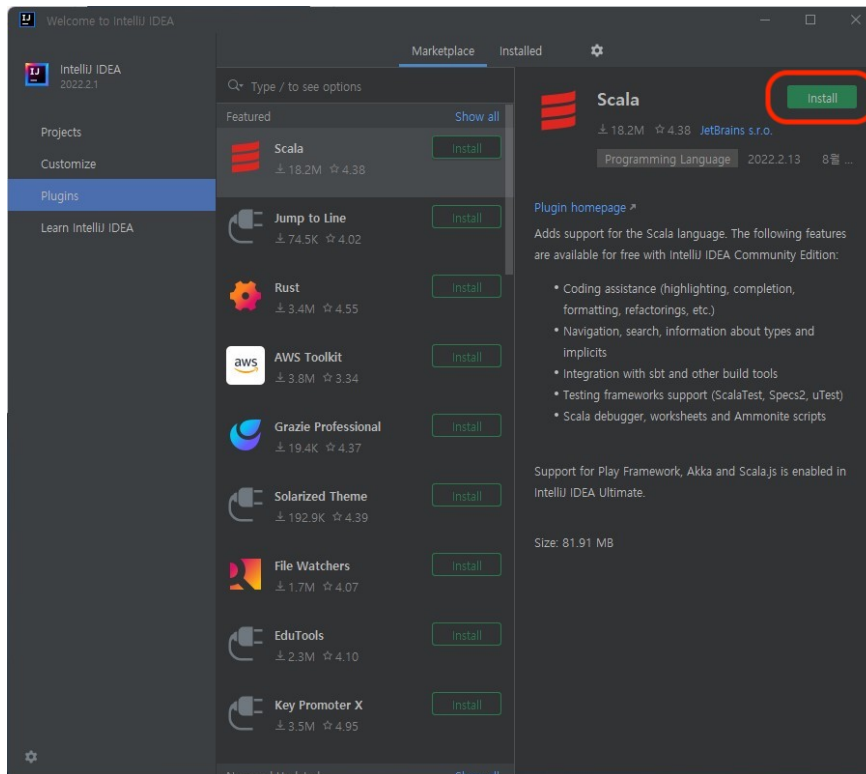 Welcome to IntelliJ IDEA
IntelliJ IDEA
2022.2.1
Projects
Customize
Plugins
Learn IntelliJ IDEA
Marketplace Installed
Type / to see options
Featured Show all
Scala Install
18.2M 4.38
Jump to Line Install
74.5K 4.02
Rust Install
3.4M 4.55
aws
AWS Toolkit Install
3.8M 3.34
Grazie Professional Install
19.4K 4.37
Solarized Theme Install
192.9K 4.39
File Watchers Install
1.7M 4.07
EduTools Install
2.3M 4.10
Key Promoter X Install
3.5M 4.95
Show all
Scala Install
18.2M 4.38 JetBrains s.r.o.
Programming Language 2022.2.13 8월 ...
Plugin homepage
Adds support for the Scala language. The following features
are available for free with IntelliJ IDEA Community Edition:
• Coding assistance (highlighting, completion,
formatting, refactorings, etc.)
• Navigation, search, information about types and
implicits
• Integration with sbt and other build tools
• Testing frameworks support (ScalaTest, Specs2, uTest)
• Scala debugger, worksheets and Ammonite scripts
Support for Play Framework, Akka and Scala.js is enabled in
IntelliJ IDEA Ultimate.
Size: 81.91 MB